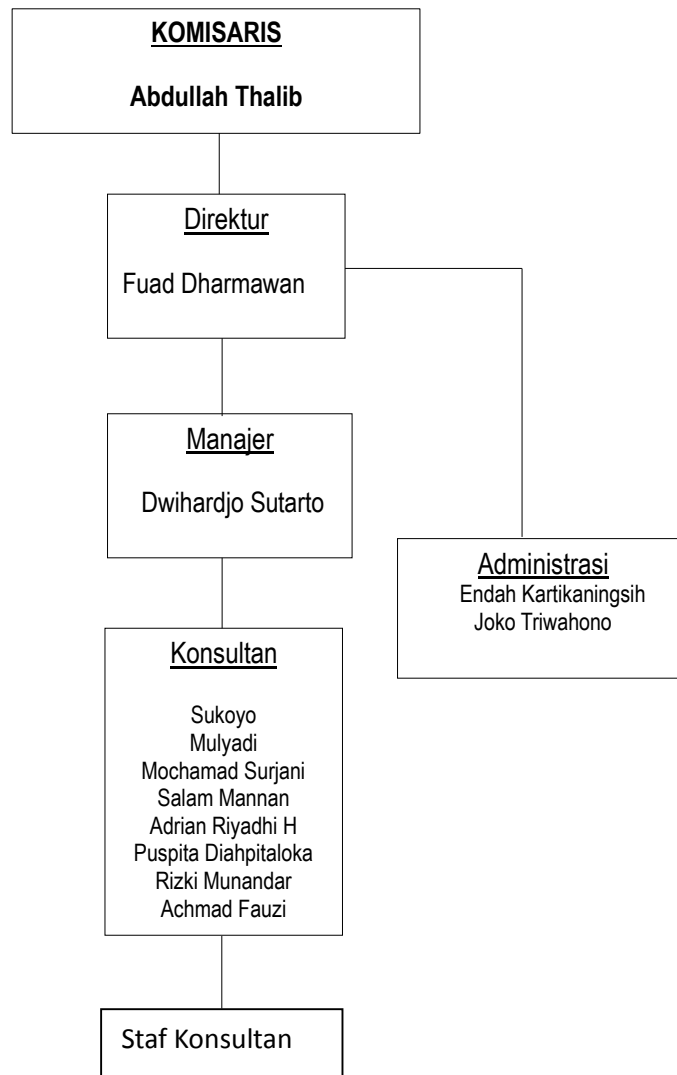 KOMISARIS
Abdullah Thalib
Direktur
Fuad Dharmawan
Manajer
Dwihardjo Sutarto
Administrasi
Endah Kartikaningsih
Joko Triwahono
Konsultan
Sukoyo
Mulyadi
Mochamad Surjani
Salam Mannan
Adrian Riyadhi H
Puspita Diahpitaloka
Rizki Munandar
Achmad Fauzi
Staf Konsultan